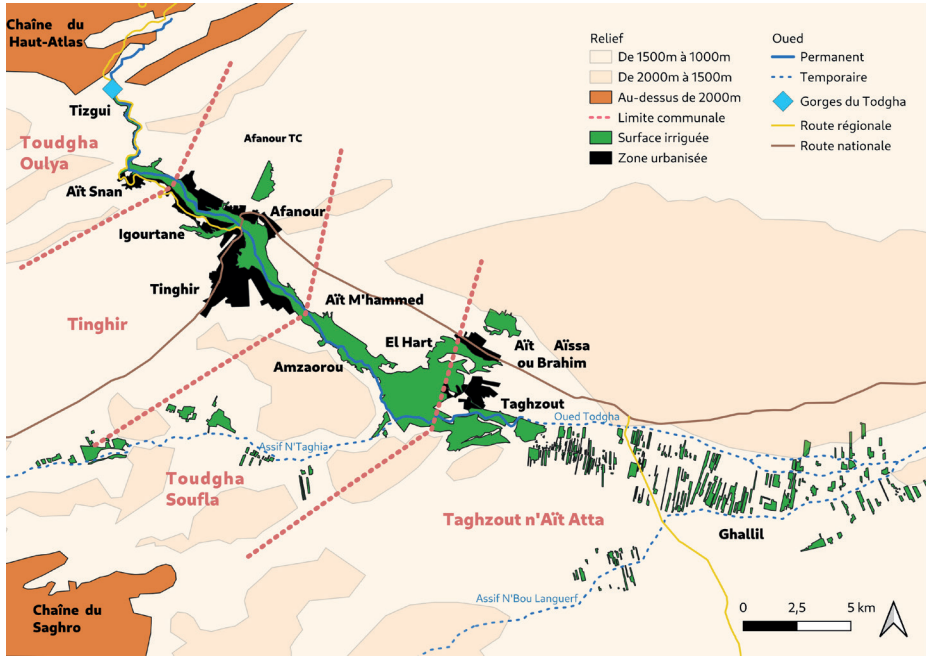 Chaîne du
Haut-Atlas
Tizgui
Toudgha
Oulya
Afanour TC
Aït Snan
Afanour
Igourtane
Tinghir
Aït M'hammed
Tinghir
El Hart
Aït Aïssa
ou Brahim
Amzaorou
Taghzout
Oued Todgha
Assif N'Taghia
Toudgha
Soufla
Taghzout n'Aït Atta
Ghallil
Assif N'Bou Languerf
Chaîne du
Saghro
Relief
De 1500m à 1000m
De 2000m à 1500m
Au-dessus de 2000m
Limite communale
Surface irriguée
Zone urbanisée
Oued
Permanent
Temporaire
Gorges du Todgha
Route régionale
Route nationale
0 2,5 5 km